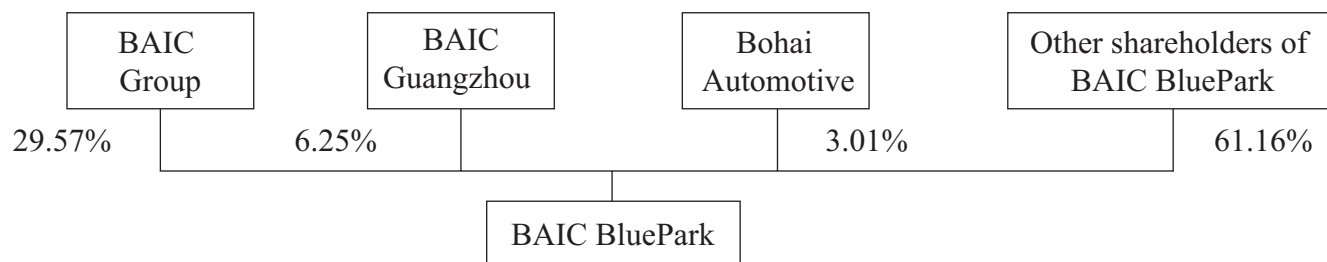 BAIC
Group
BAIC
Guangzhou
Bohai
Automotive
Other shareholders of
BAIC BluePark
29.57%
6.25%
3.01%
61.16%
BAIC BluePark